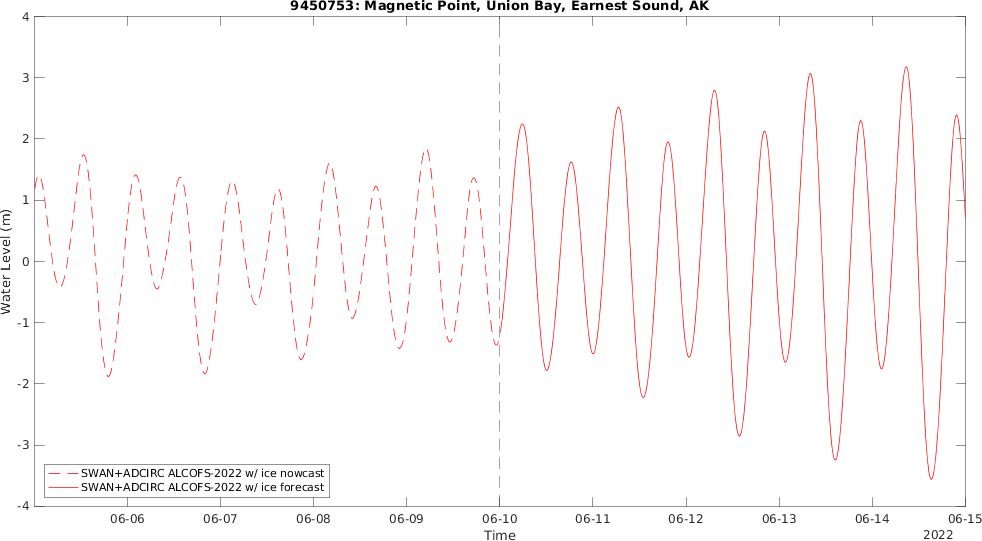 9450753: Magnetic Point, Union Bay, Earnest Sound, AK
4
3
2
1
0
-1
-2
-3
-4
Water Level (m)
SWAN+ADCIRC ALCOFS-2022 w/ ice nowcast
SWAN+ADCIRC ALCOFS-2022 w/ ice forecast
06-06 06-07 06-08 06-09 06-10 06-11 06-12 06-13 06-14 06-15
Time
2022